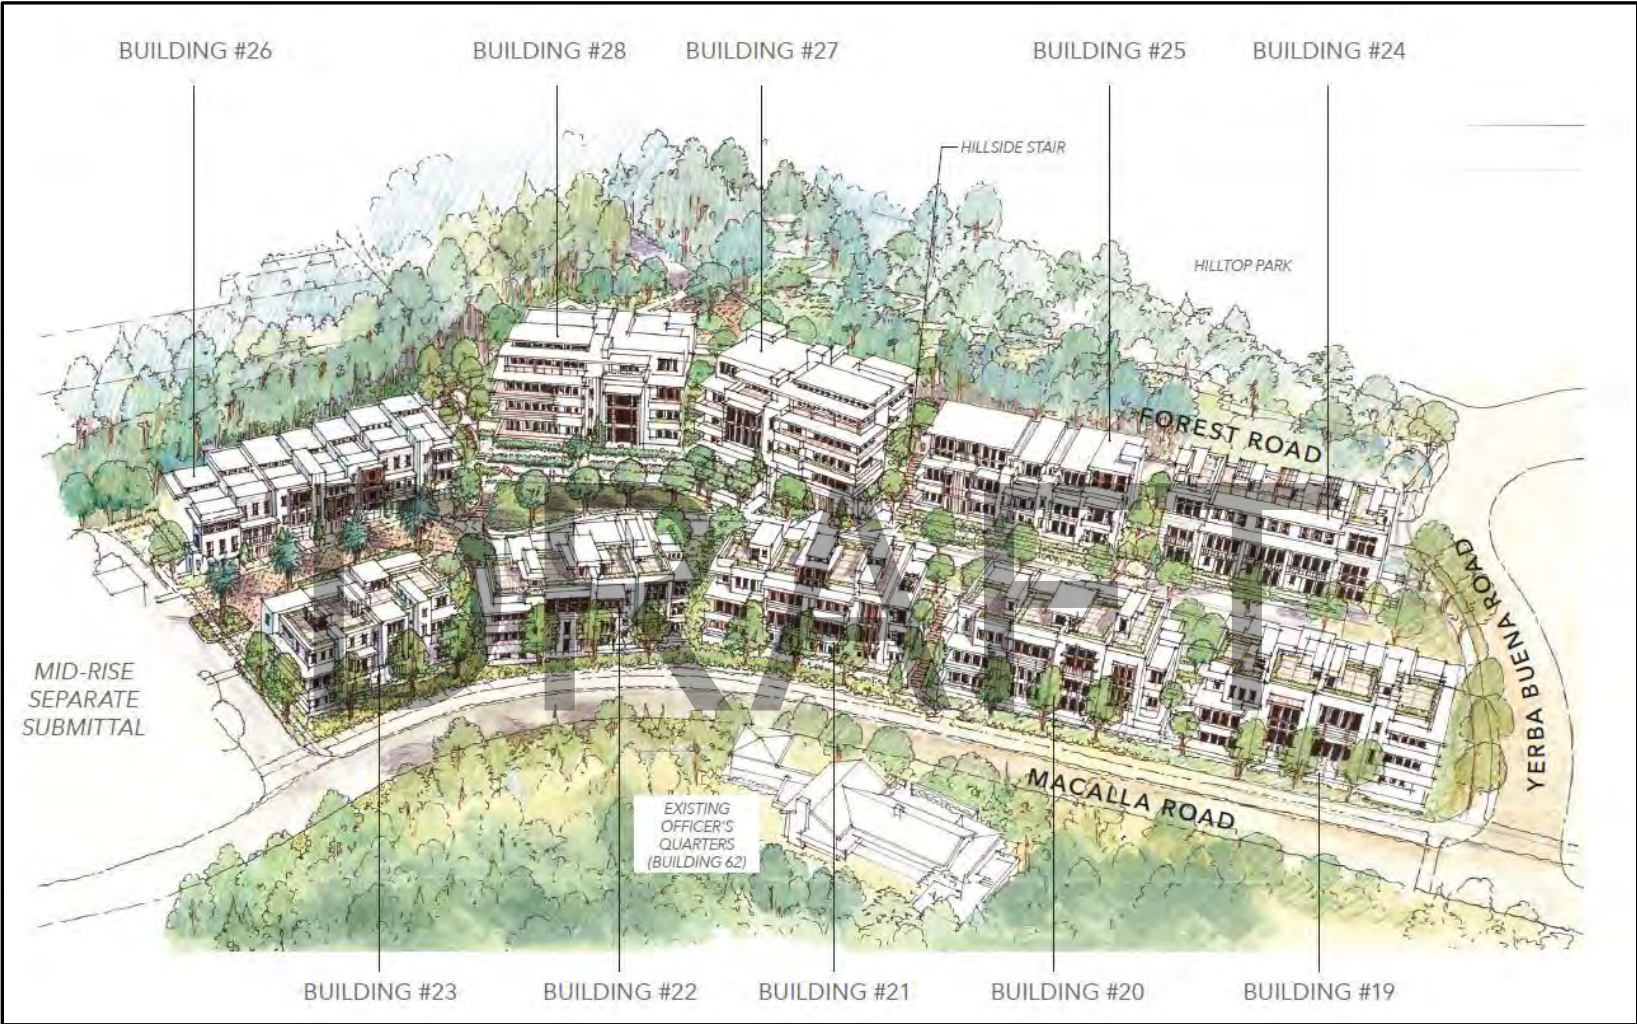 BUILDING #26
BUILDING #28
BUILDING #27
BUILDING #25
BUILDING #24
HILLSIDE STAIR
HILLTOP PARK
FOREST ROAD
DRAFT
YERBA BUENA ROAD
MID-RISE
SEPARATE
SUBMITTAL
MACALLA ROAD
EXISTING
OFFICER'S
QUARTERS
(BUILDING 62)
BUILDING #23
BUILDING #22
BUILDING #21
BUILDING #20
BUILDING #19